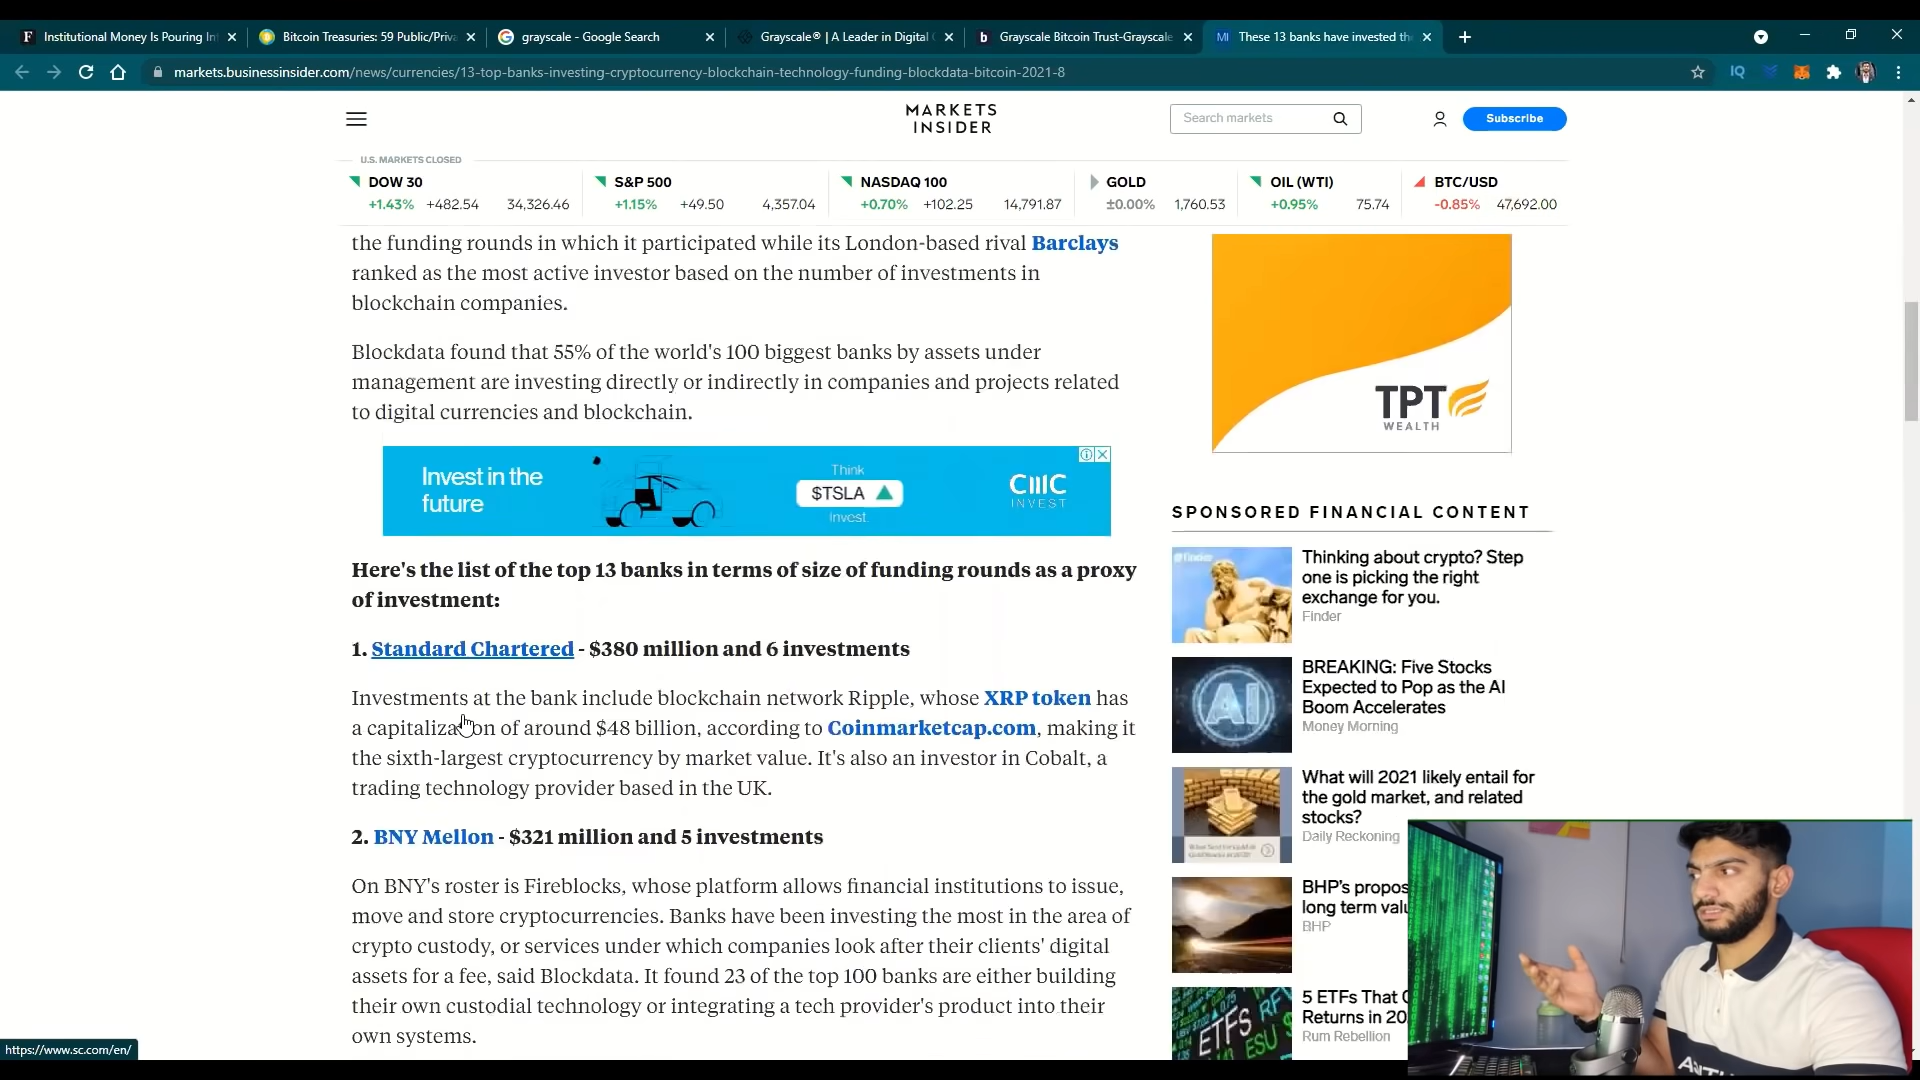 Institutional Money Is Pouring In
Bitcoin Treasuries: 59 Public/Priva
grayscale - Google Search
Grayscale® | A Leader in Digital C
Grayscale Bitcoin Trust-Grayscale
These 13 banks have invested th
markets.businessinsider.com/news/currencies/13-top-banks-investing-cryptocurrency-blockchain-technology-funding-blockdata-bitcoin-2021-8
MARKETS
INSIDER
Search markets
Subscribe
U.S. MARKETS CLOSED
DOW 30
+1.43% +482.54 34,326.46
S&P 500
+1.15% +49.50 4,357.04
NASDAQ 100
+0.70% +102.25 14,791.87
GOLD
±0.00% 1,760.53
OIL (WTI)
+0.95% 75.74
BTC/USD
-0.85% 47,692.00
the funding rounds in which it participated while its London-based rival Barclays
ranked as the most active investor based on the number of investments in
blockchain companies.
Blockdata found that 55% of the world's 100 biggest banks by assets under
management are investing directly or indirectly in companies and projects related
to digital currencies and blockchain.
Invest in the
future
Think
$TSLA
Invest
CMC
INVEST
Here's the list of the top 13 banks in terms of size of funding rounds as a proxy
of investment:
1. Standard Chartered - $380 million and 6 investments
Investments at the bank include blockchain network Ripple, whose XRP token has
a capitalization of around $48 billion, according to Coinmarketcap.com, making it
the sixth-largest cryptocurrency by market value. It's also an investor in Cobalt, a
trading technology provider based in the UK.
2. BNY Mellon - $321 million and 5 investments
On BNY's roster is Fireblocks, whose platform allows financial institutions to issue,
move and store cryptocurrencies. Banks have been investing the most in the area of
crypto custody, or services under which companies look after their clients' digital
assets for a fee, said Blockdata. It found 23 of the top 100 banks are either building
their own custodial technology or integrating a tech provider's product into their
own systems.
TPT
WEALTH
SPONSORED FINANCIAL CONTENT
Thinking about crypto? Step
one is picking the right
exchange for you.
Finder
BREAKING: Five Stocks
Expected to Pop as the AI
Boom Accelerates
Money Morning
What will 2021 likely entail for
the gold market, and related
stocks?
Daily Reckoning
BHP's propos
long term valu
BHP
5 ETFs That C
Returns in 20
Rum Rebellion
https://www.sc.com/en/